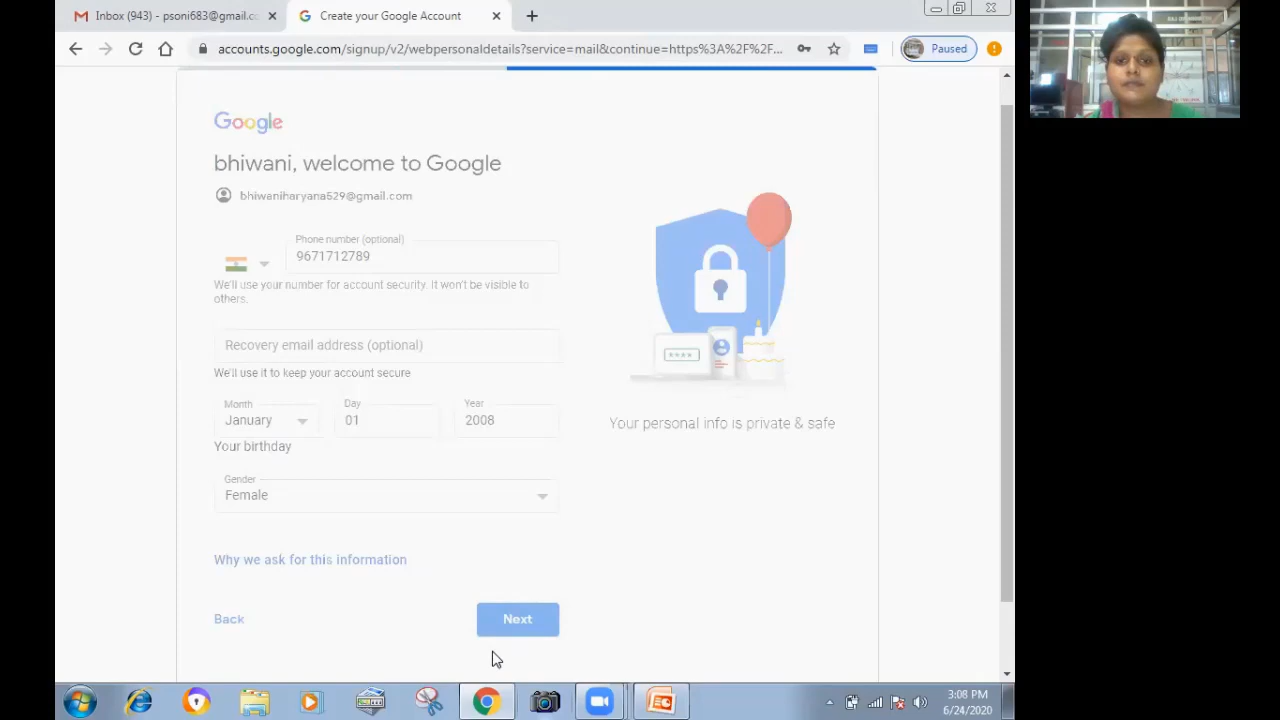 Inbox (943) - psoni683@gmail.co
Create your Google Account
accounts.google.com/signup/v2/webpersonaldetails?service=mail&continue=https%3A%2F%2F...
Paused
Google
bhiwani, welcome to Google
bhiwaniharyana529@gmail.com
Phone number (optional)
9671712789
We'll use your number for account security. It won't be visible to
others.
Recovery email address (optional)
We'll use it to keep your account secure
Month
Day
Year
January
01
2008
Your birthday
Gender
Female
Why we ask for this information
Back
Next
****
Your personal info is private & safe
3:08 PM
6/24/2020